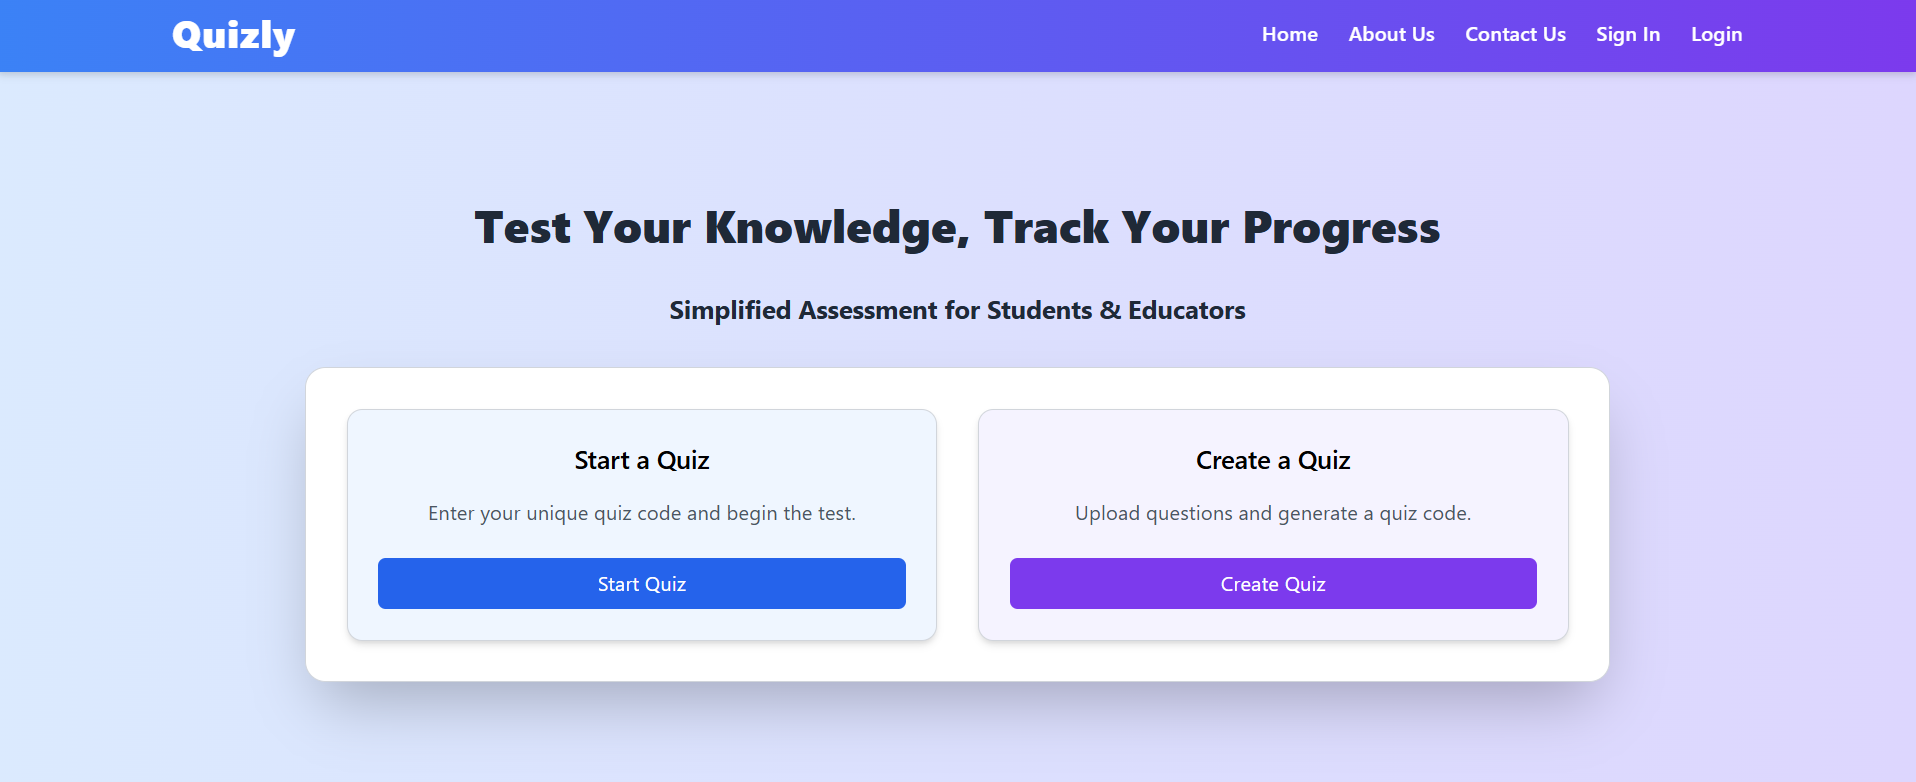 Quizly
Home About Us Contact Us Sign In Login
Test Your Knowledge, Track Your Progress
Simplified Assessment for Students & Educators
Start a Quiz
Enter your unique quiz code and begin the test.
Start Quiz
Create a Quiz
Upload questions and generate a quiz code.
Create Quiz